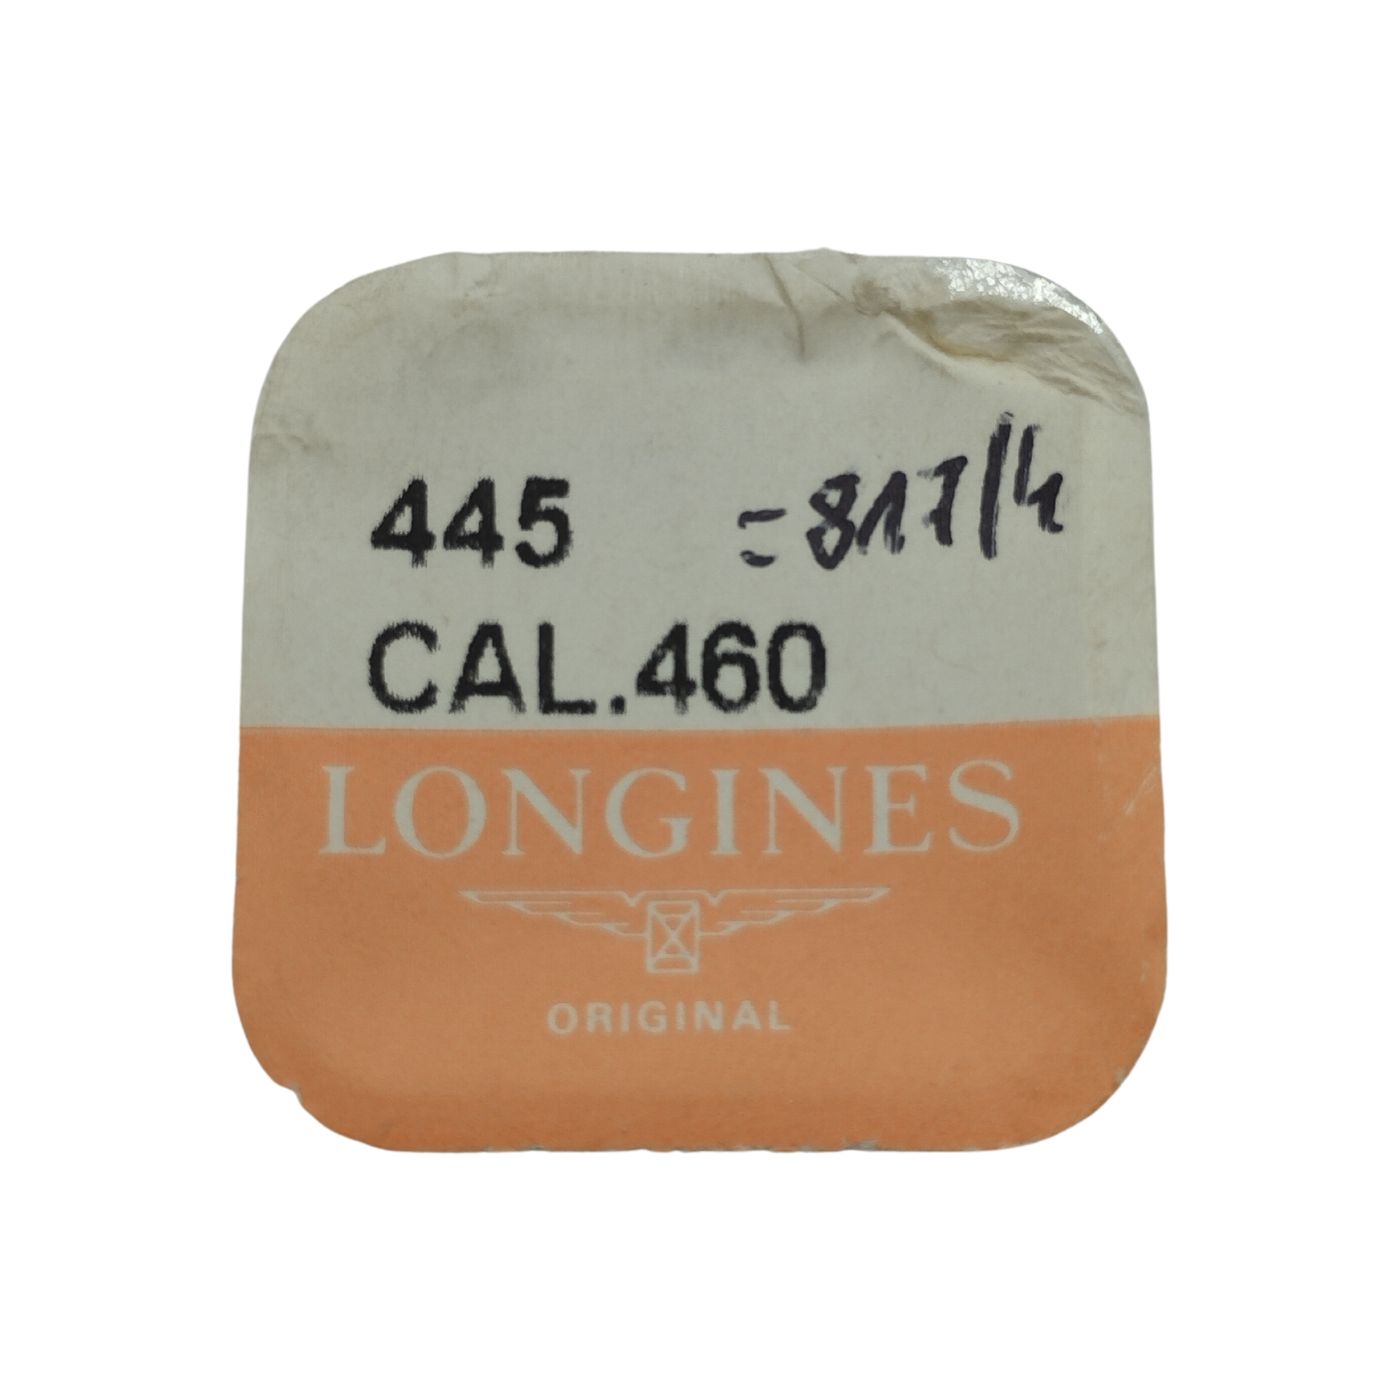 445 =817/4
CAL.460
LONGINES
ORIGINAL